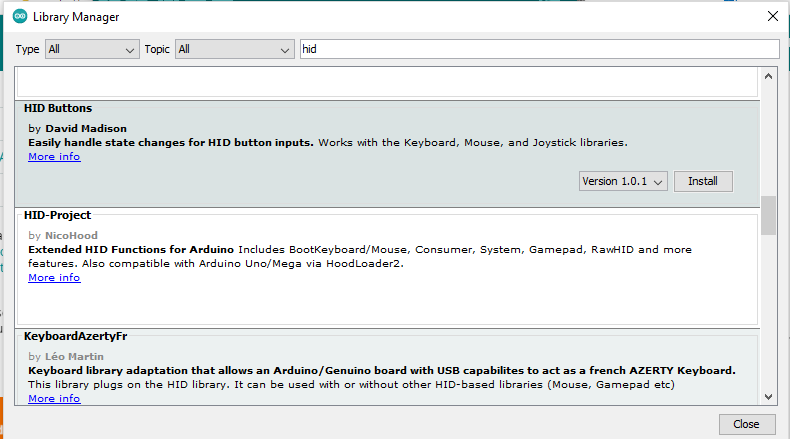 Library Manager
Type All Topic All hid
HID Buttons
by David Madison
Easily handle state changes for HID button inputs. Works with the Keyboard, Mouse, and Joystick libraries.
More info
Version 1.0.1 Install
HID-Project
by NicoHood
Extended HID Functions for Arduino Includes BootKeyboard/Mouse, Consumer, System, Gamepad, RawHID and more
features. Also compatible with Arduino Uno/Mega via HoodLoader2.
More info
KeyboardAzertyFr
by Léo Martin
Keyboard library adaptation that allows an Arduino/Genuino board with USB capabilites to act as a french AZERTY Keyboard.
This library plugs on the HID library. It can be used with or without other HID-based libraries (Mouse, Gamepad etc)
More info
Close